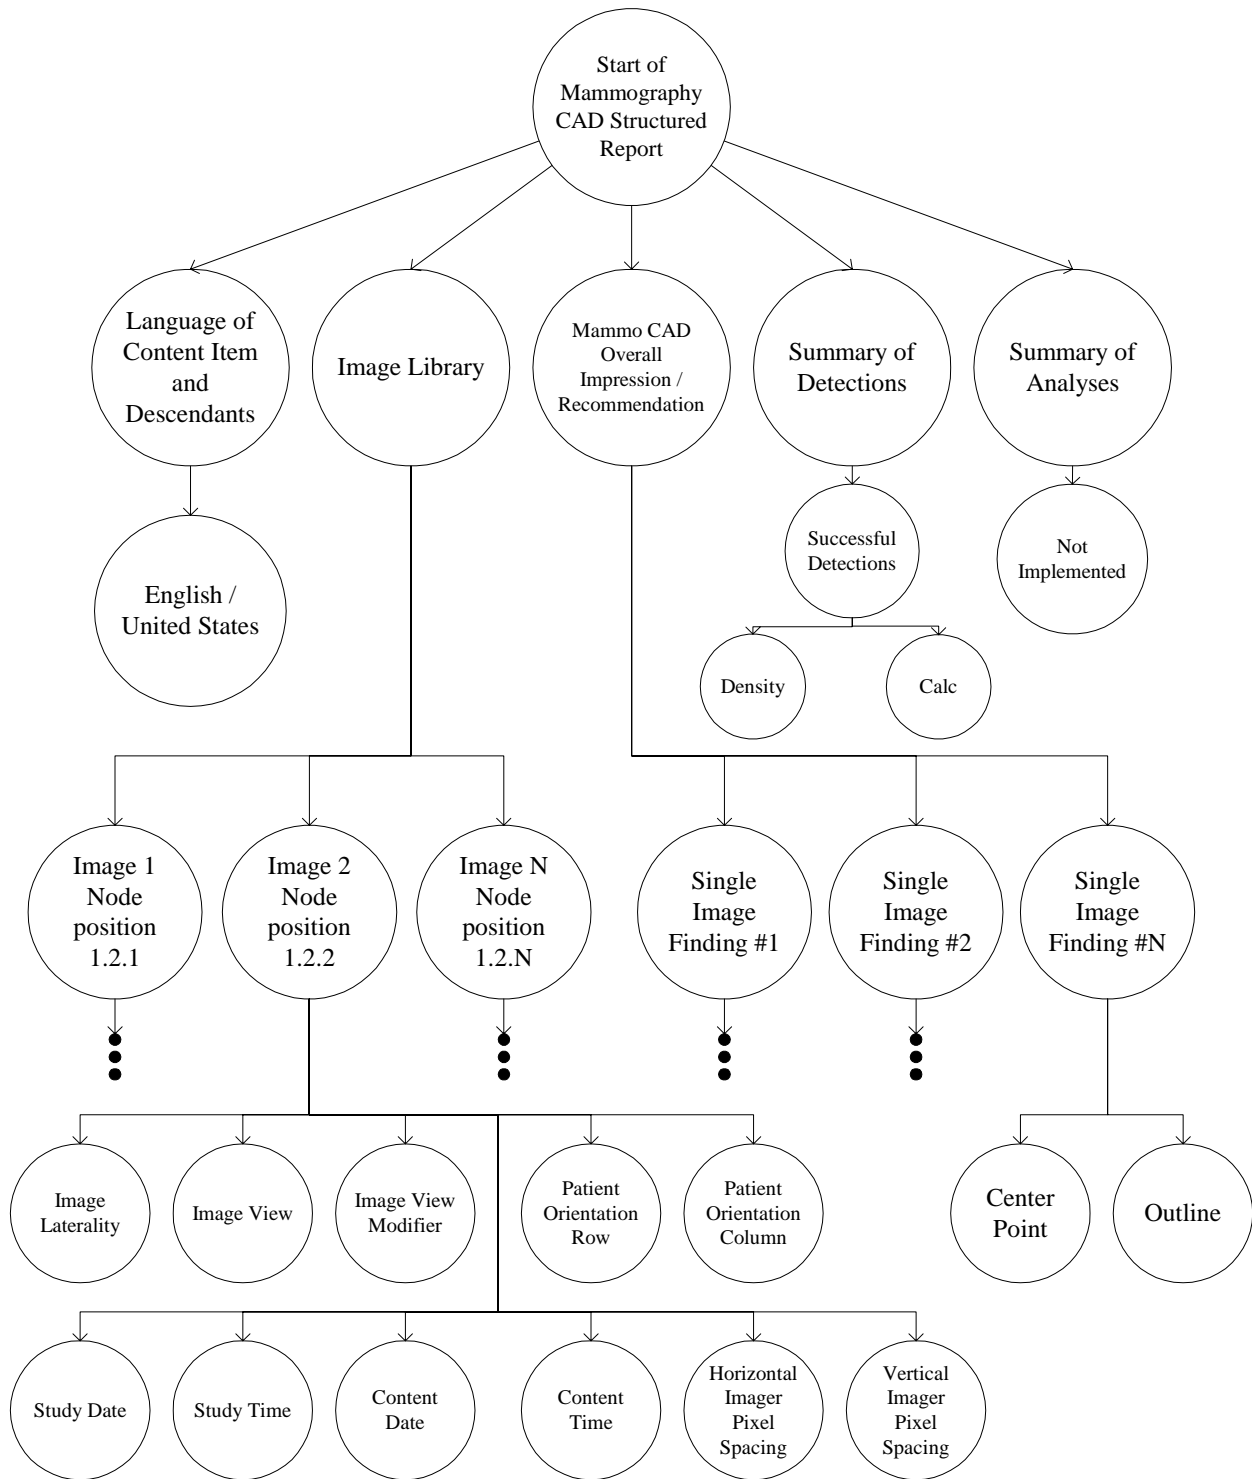 Start of
Mammography
CAD Structured
Report
Language of
Content Item
and
Descendants
Image Library
Mammo CAD
Overall
Impression /
Recommendation
Summary of
Detections
Summary of
Analyses
English /
United States
Successful
Detections
Not
Implemented
Density
Calc
Image 1
Node
position
1.2.1
Image 2
Node
position
1.2.2
Image N
Node
position
1.2.N
Single
Image
Finding #1
Single
Image
Finding #2
Single
Image
Finding #N
Image
Laterality
Image View
Image View
Modifier
Patient
Orientation
Row
Patient
Orientation
Column
Center
Point
Outline
Study Date
Study Time
Content
Date
Content
Time
Horizontal
Imager
Pixel
Spacing
Vertical
Imager
Pixel
Spacing